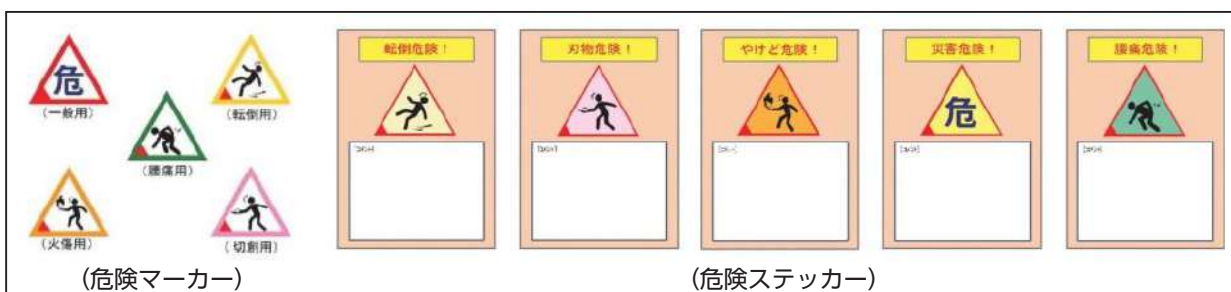 危
(一般用)
(転倒用)
(腰痛用)
(火傷用)
(切創用)
(危険マーカー)
転倒危険!
刃物危険!
やけど危険!
災害危険!
危
腰痛危険!
(危険ステッカー)